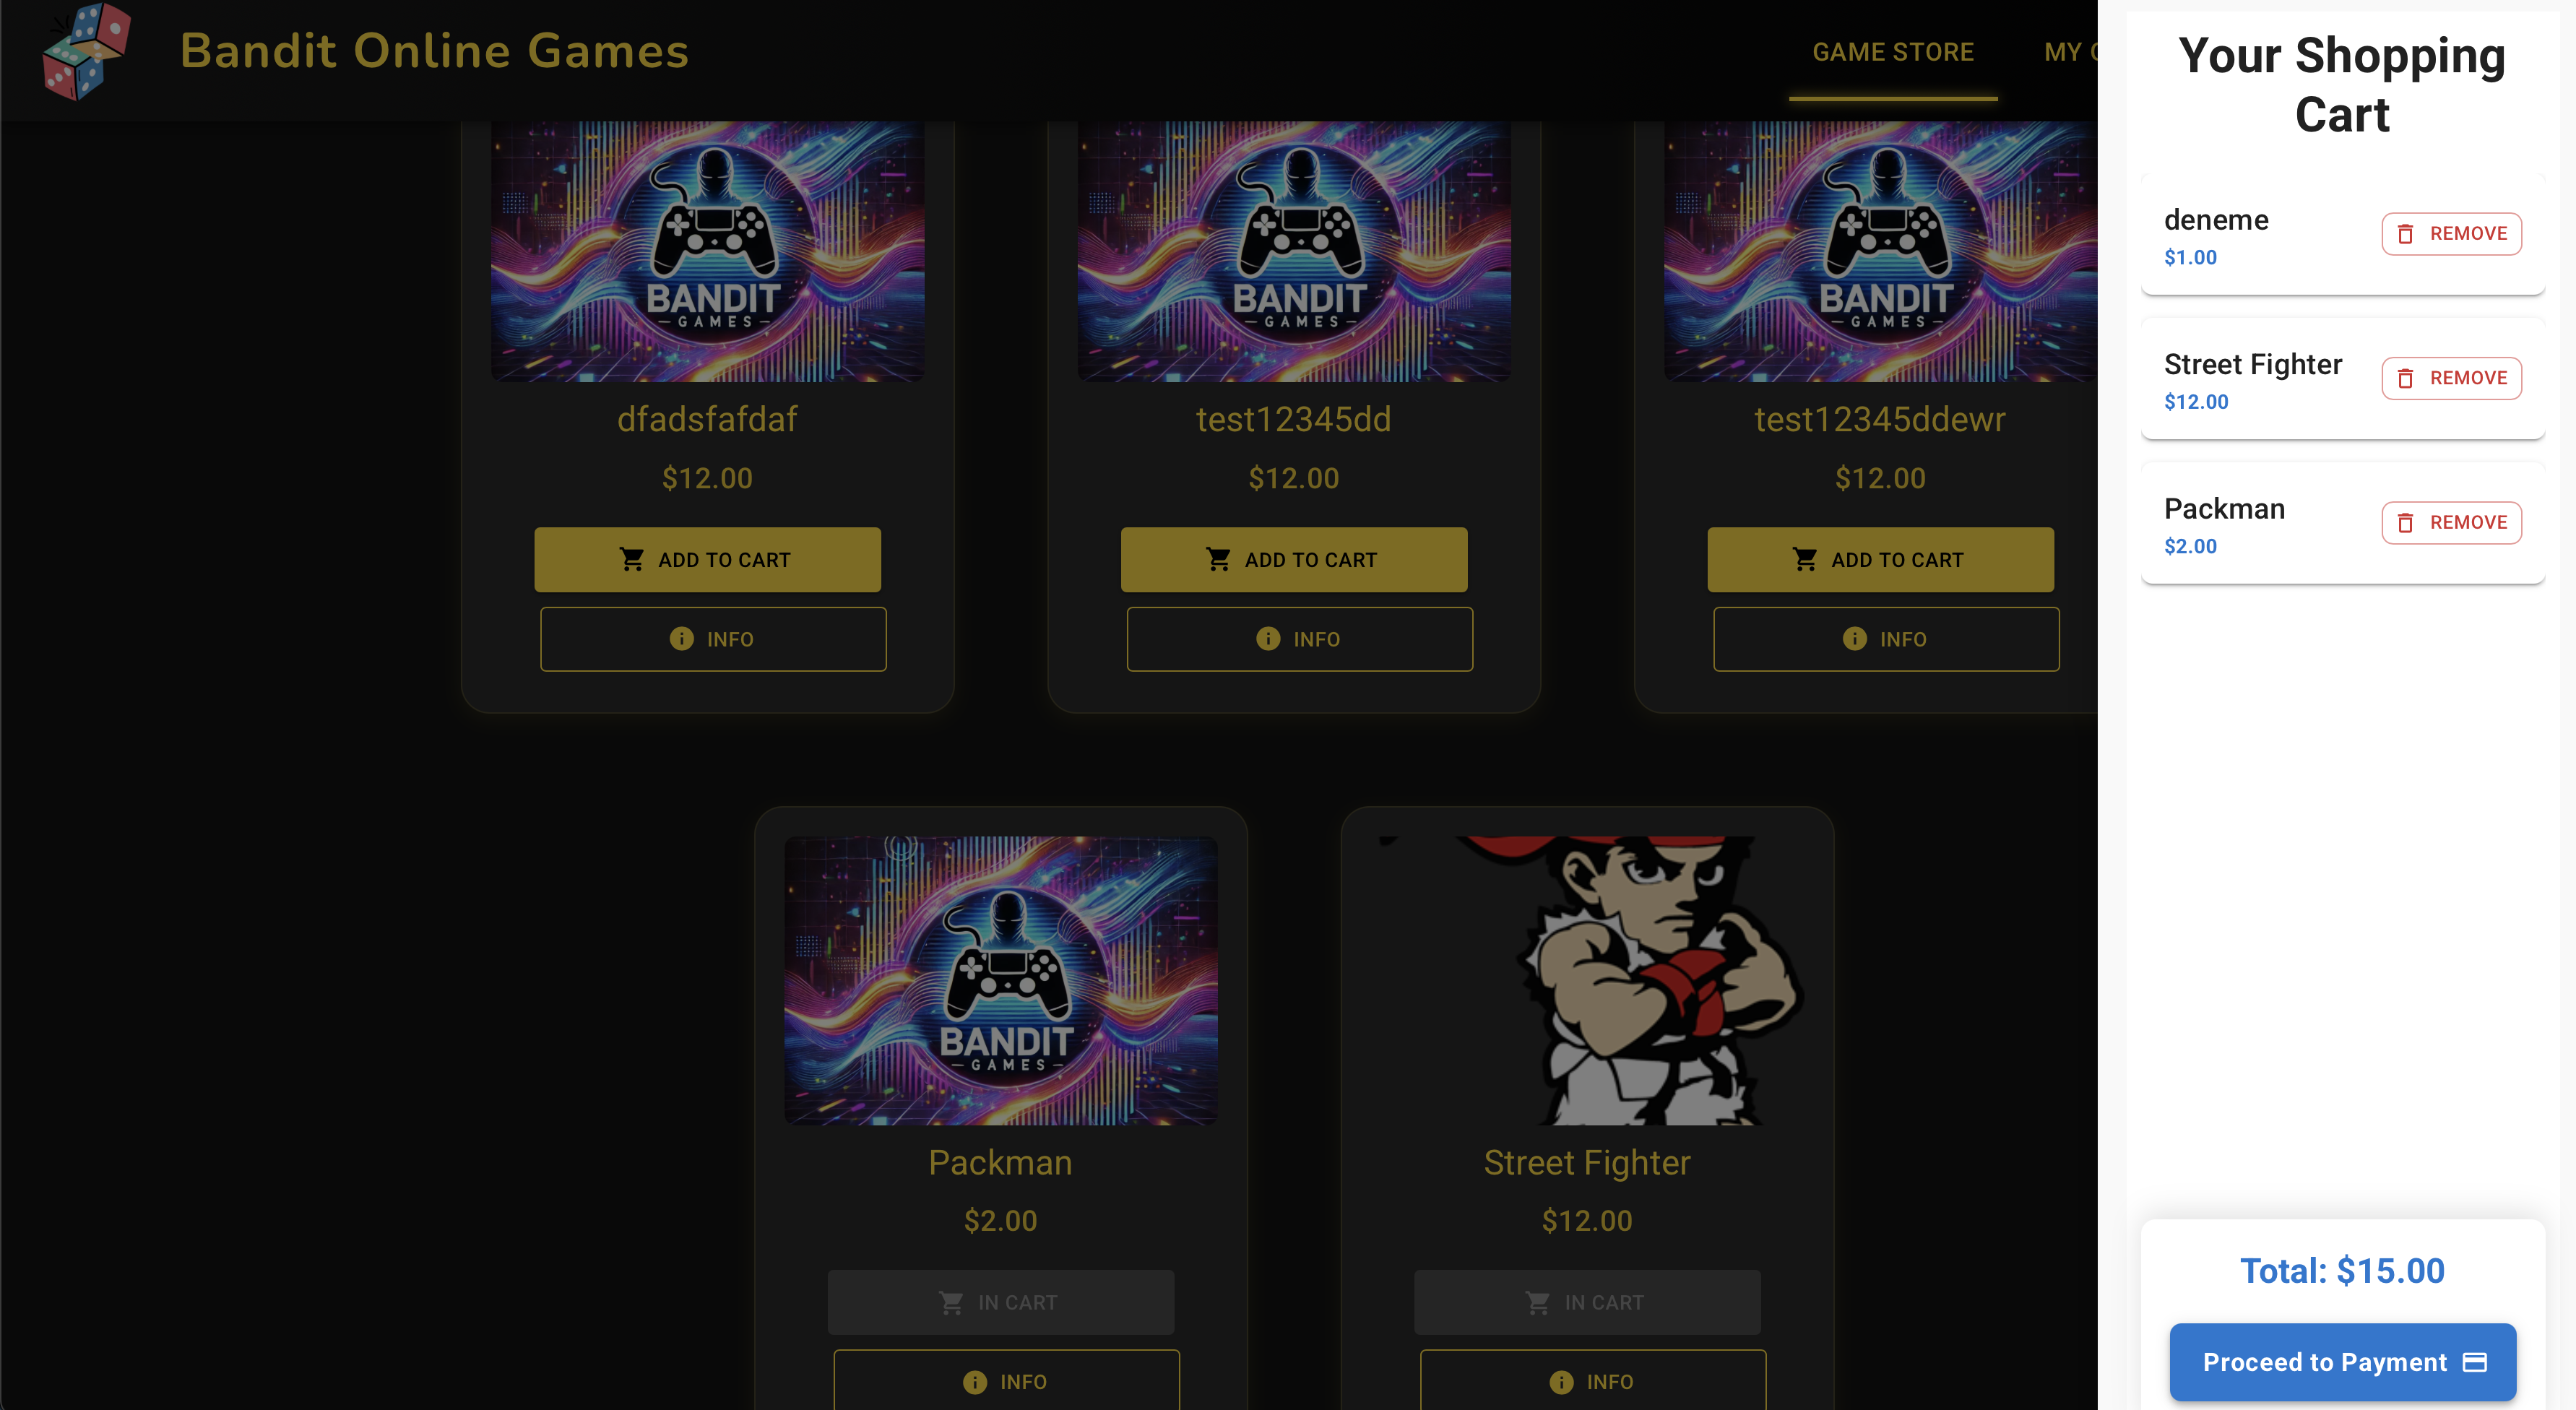 Bandit Online Games
GAME STORE
MY
BANDIT
GAMES
BANDIT
GAMES
BANDIT
GAMES
dfadsfafdaf
test12345dd
test12345ddewr
$12.00
$12.00
$12.00
ADD TO CART
ADD TO CART
ADD TO CART
INFO
INFO
INFO
BANDIT
GAMES
Packman
Street Fighter
$2.00
$12.00
IN CART
IN CART
INFO
INFO
Your Shopping
Cart
deneme
$1.00
REMOVE
Street Fighter
$12.00
REMOVE
Packman
$2.00
REMOVE
Total: $15.00
Proceed to Payment